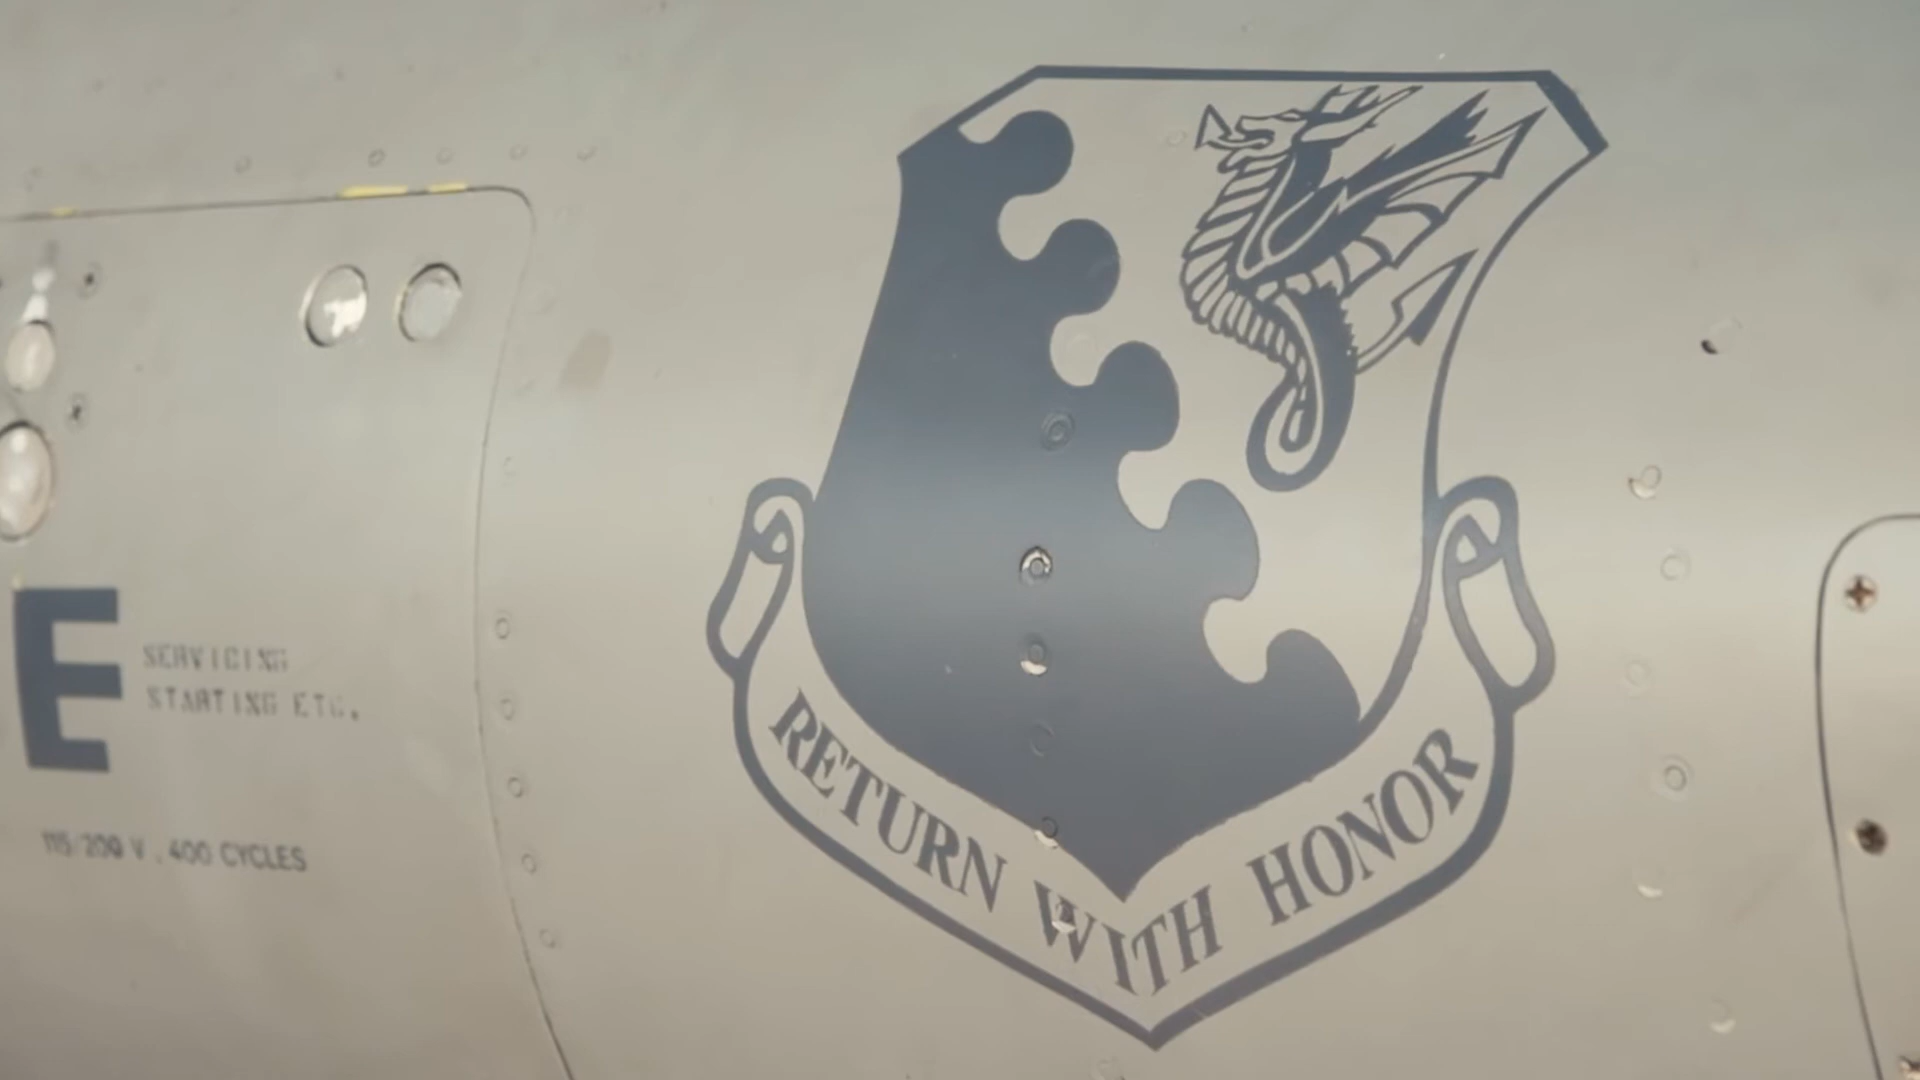 E
SERVICING
STARTING ETC.
115/200 V . 400 CYCLES
RETURN WITH HONOR